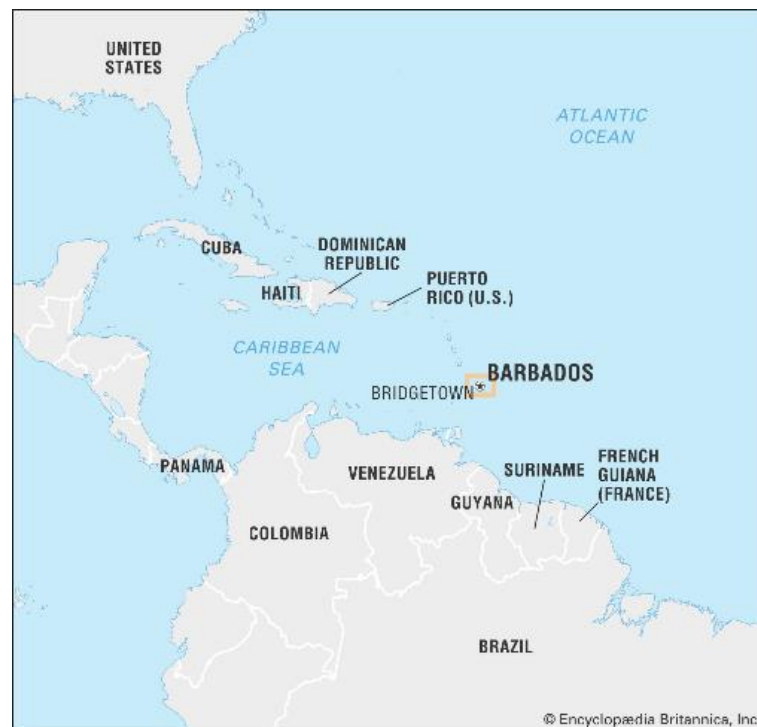 UNITED
STATES
ATLANTIC
OCEAN
CUBA
DOMINICAN
REPUBLIC
HAITI
PUERTO
RICO (U.S.)
CARIBBEAN
SEA
BARBADOS
BRIDGETOWN
PANAMA
VENEZUELA
GUYANA
SURINAME
FRENCH
GUIANA
(FRANCE)
COLOMBIA
BRAZIL
© Encyclopædia Britannica, Inc